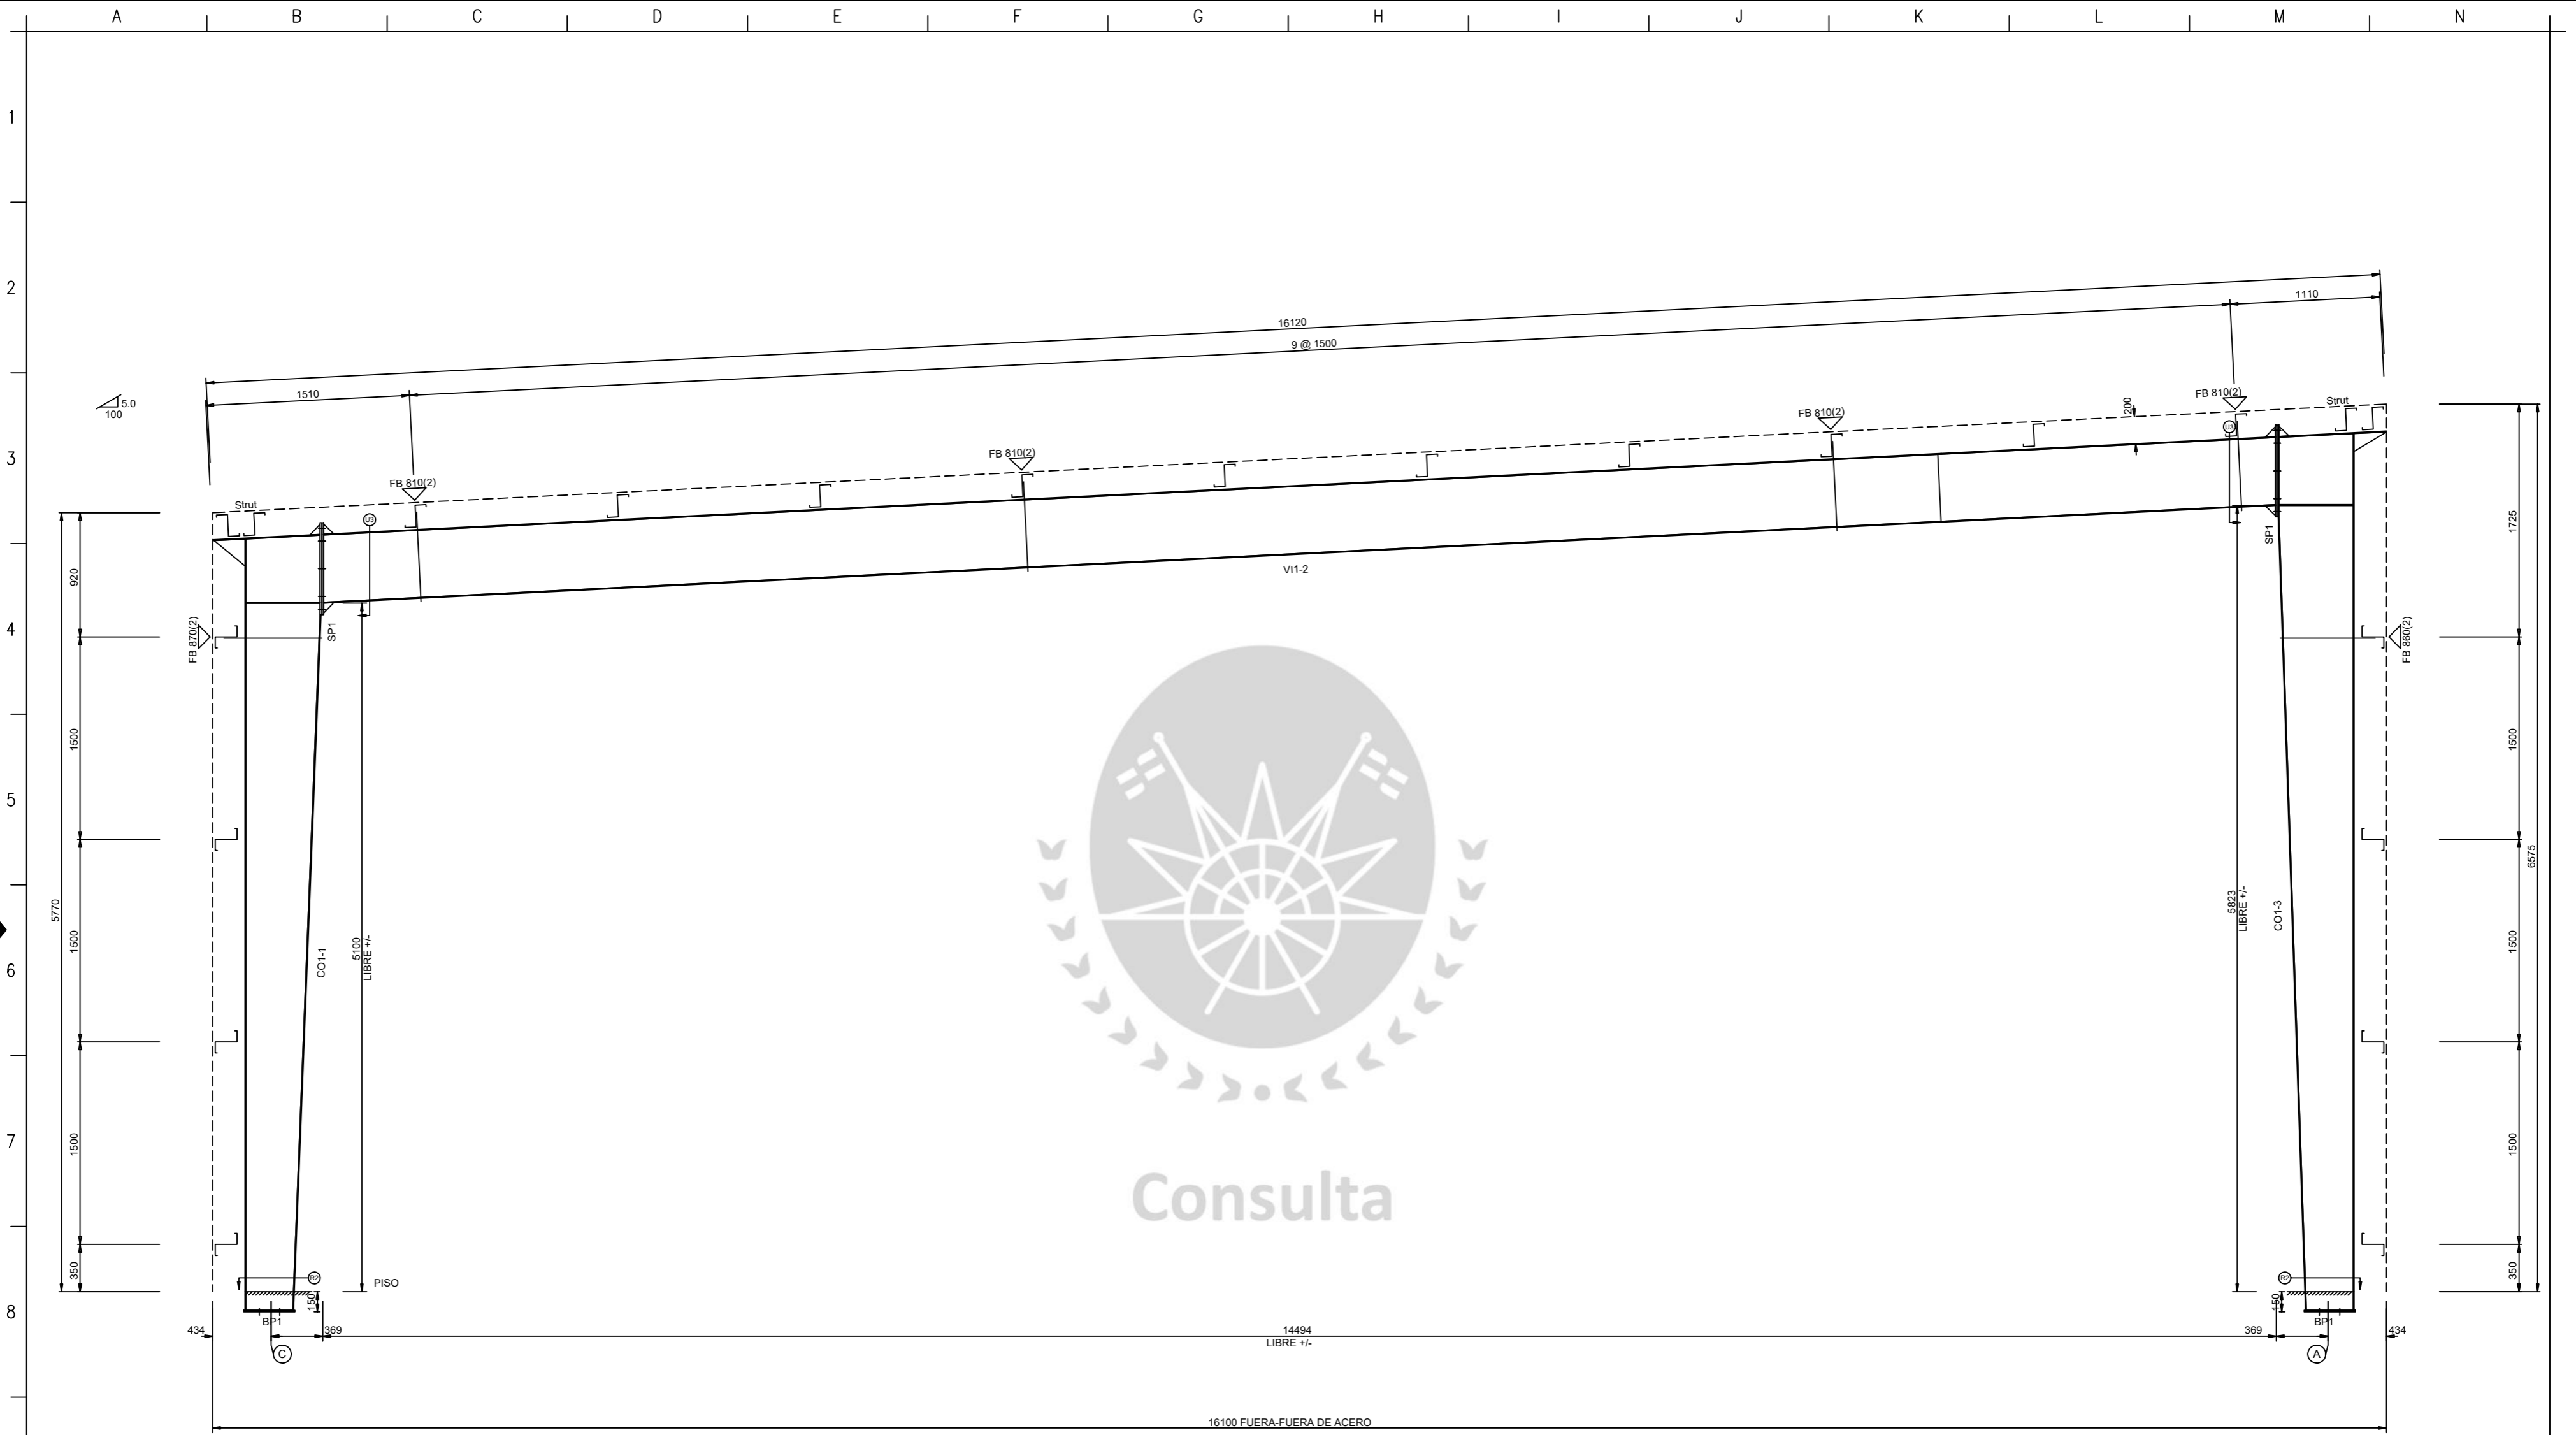 A B C D E F G H I J K L M N
1
2
3
4
5
6
7
8
16120
1110
9 @ 1500
1510
5.0
100
FB 810(2)
FB 810(2)
FB 810(2)
FB 810(2)
Strut
Strut
200
U3
U3
SP1
SP1
VI1-2
FB 870(2)
FB 860(2)
920
1500
1500
1500
350
5770
1725
1500
1500
1500
350
6575
CO1-1
5100
LIBRE +/-
5823
LIBRE +/-
CO1-3
Consulta
R2
R2
PISO
150
150
BP1
BP1
434
369
14494
LIBRE +/-
369
434
C
A
16100 FUERA-FUERA DE ACERO